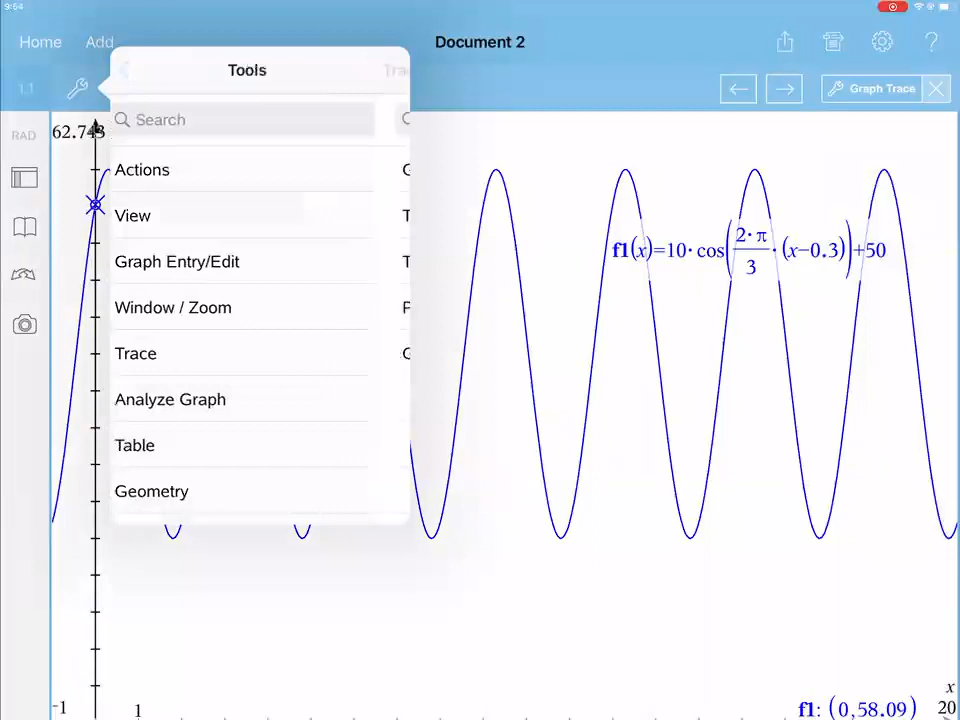 9:54
Home Add Document 2 ?
1.1 Tools Tra ← → Graph Trace
RAD 62.743
Search
Actions G
View T
Graph Entry/Edit T
Window / Zoom P
Trace G
Analyze Graph
Table
Geometry
f1(x)=10·cos(2·π/3·(x−0.3))+50
x
-1 1 f1: (0,58.09) 20